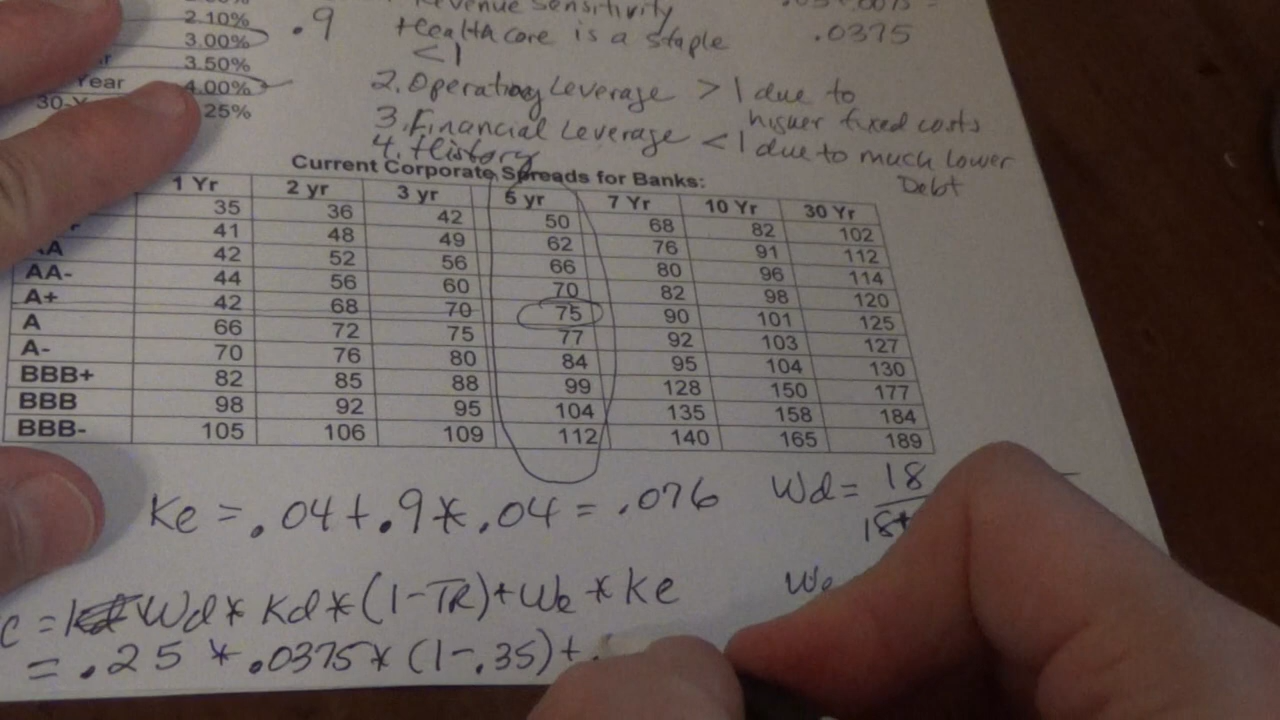 2.10%
3.00%
3.50%
Year 4.00%
30-Y 25%
.9
Revenue Sensitivity
Healthcare is a staple
<1
2. Operating Leverage >1 due to
higher fixed costs
3. Financial Leverage <1 due to much lower
Debt
4. History
.0375
Current Corporate Spreads for Banks:
1 Yr 2 yr 3 yr 5 yr 7 Yr 10 Yr 30 Yr
35 36 42 50 68 82 102
41 48 49 62 76 91 112
AA 42 52 56 66 80 96 114
AA- 44 56 60 70 82 98 120
A+ 42 68 70 75 90 101 125
A 66 72 75 77 92 103 127
A- 70 76 80 84 95 104 130
BBB+ 82 85 88 99 128 150 177
BBB 98 92 95 104 135 158 184
BBB- 105 106 109 112 140 165 189
Ke = .04 + .9 * .04 = .076
Wd = 18
18+
C = Wd * Kd * (1-TR) + We * Ke
We
= .25 * .0375 * (1-.35) + .